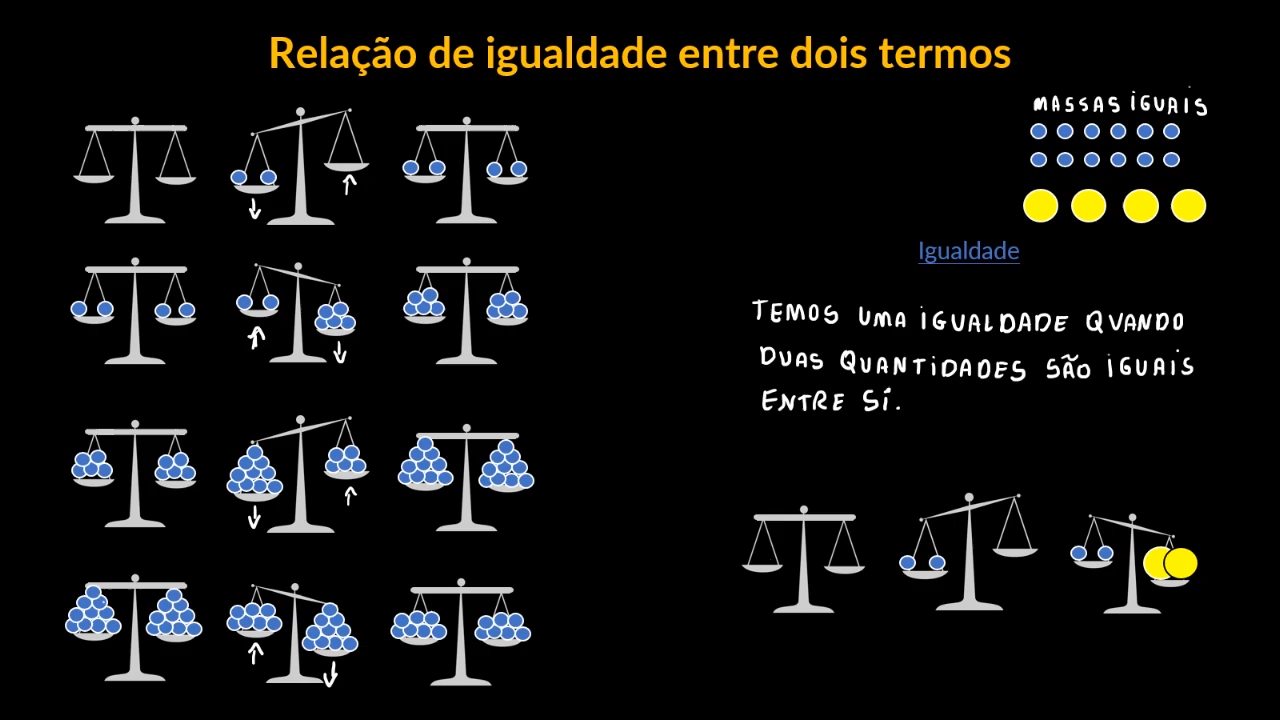 Relação de igualdade entre dois termos
MASSAS IGUAIS
Igualdade
TEMOS UMA IGUALDADE QUANDO
DUAS QUANTIDADES SÃO IGUAIS
ENTRE SÍ.